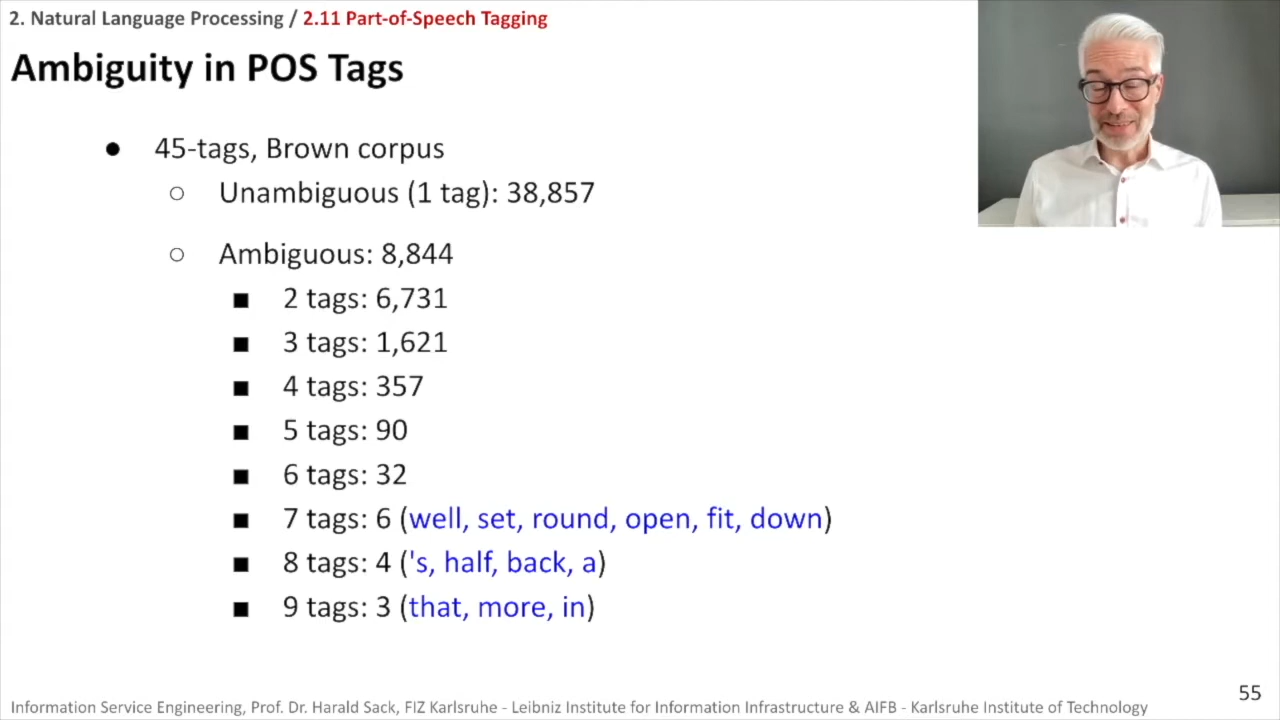 2. Natural Language Processing / 2.11 Part-of-Speech Tagging
Ambiguity in POS Tags
● 45-tags, Brown corpus
○ Unambiguous (1 tag): 38,857
○ Ambiguous: 8,844
■ 2 tags: 6,731
■ 3 tags: 1,621
■ 4 tags: 357
■ 5 tags: 90
■ 6 tags: 32
■ 7 tags: 6 (well, set, round, open, fit, down)
■ 8 tags: 4 ('s, half, back, a)
■ 9 tags: 3 (that, more, in)
55
Information Service Engineering, Prof. Dr. Harald Sack, FIZ Karlsruhe - Leibniz Institute for Information Infrastructure & AIFB - Karlsruhe Institute of Technology